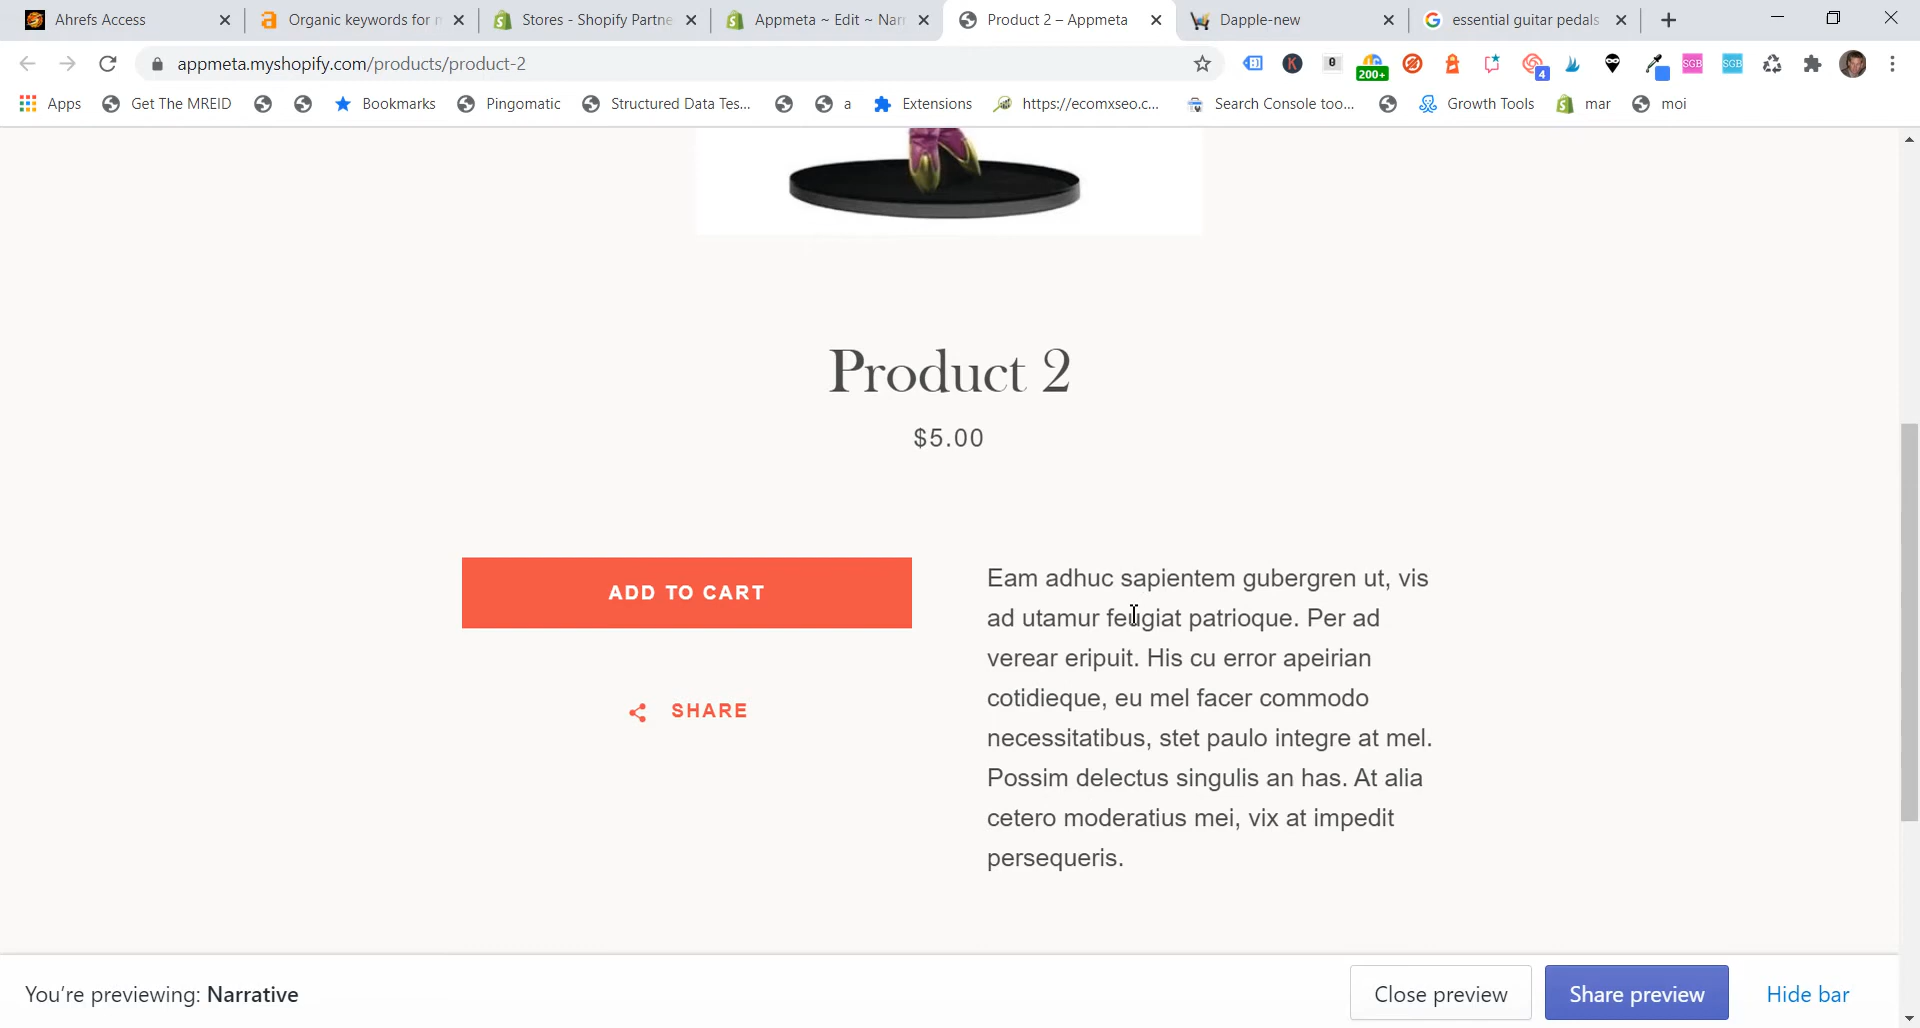 Ahrefs Access
Organic keywords for
Stores - Shopify Partne
Appmeta ~ Edit ~ Nar
Product 2 – Appmeta
Dapple-new
essential guitar pedals
appmeta.myshopify.com/products/product-2
0
200+
4
SGB
SGB
Apps
Get The MREID
Bookmarks
Pingomatic
Structured Data Tes...
a
Extensions
https://ecomxseo.c...
Search Console too...
Growth Tools
mar
moi
Product 2
$5.00
ADD TO CART
SHARE
Eam adhuc sapientem gubergren ut, vis
ad utamur feugiat patrioque. Per ad
verear eripuit. His cu error apeirian
cotidieque, eu mel facer commodo
necessitatibus, stet paulo integre at mel.
Possim delectus singulis an has. At alia
cetero moderatius mei, vix at impedit
persequeris.
You're previewing: Narrative
Close preview
Share preview
Hide bar